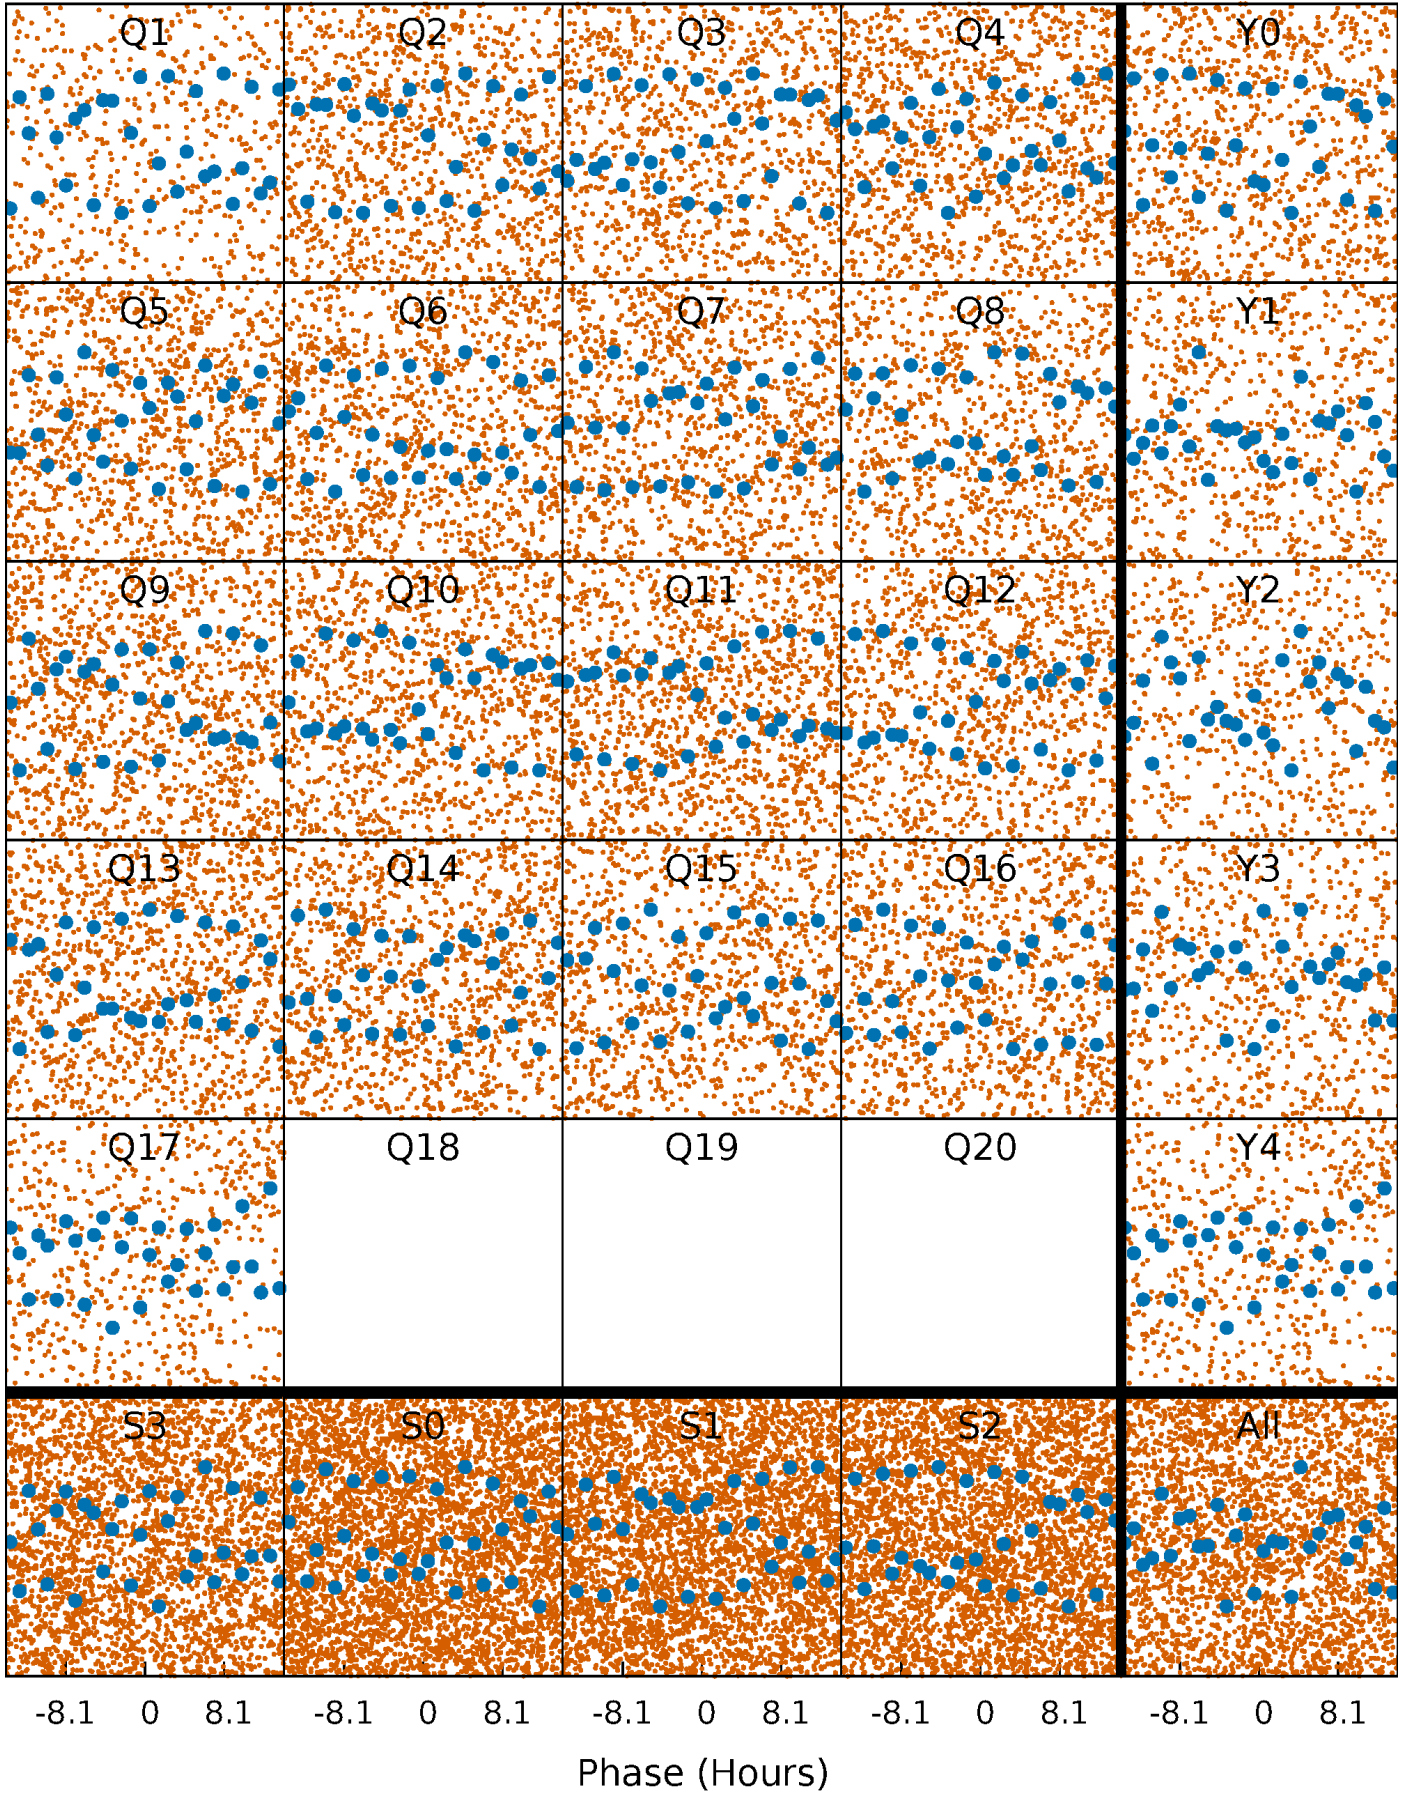 Q1 Q2 Q3 Q4 Y0
Q5 Q6 Q7 Q8 Y1
Q9 Q10 Q11 Q12 Y2
Q13 Q14 Q15 Q16 Y3
Q17 Q18 Q19 Q20 Y4
S3 S0 S1 S2 All
-8.1 0 8.1 -8.1 0 8.1 -8.1 0 8.1 -8.1 0 8.1 -8.1 0 8.1
Phase (Hours)